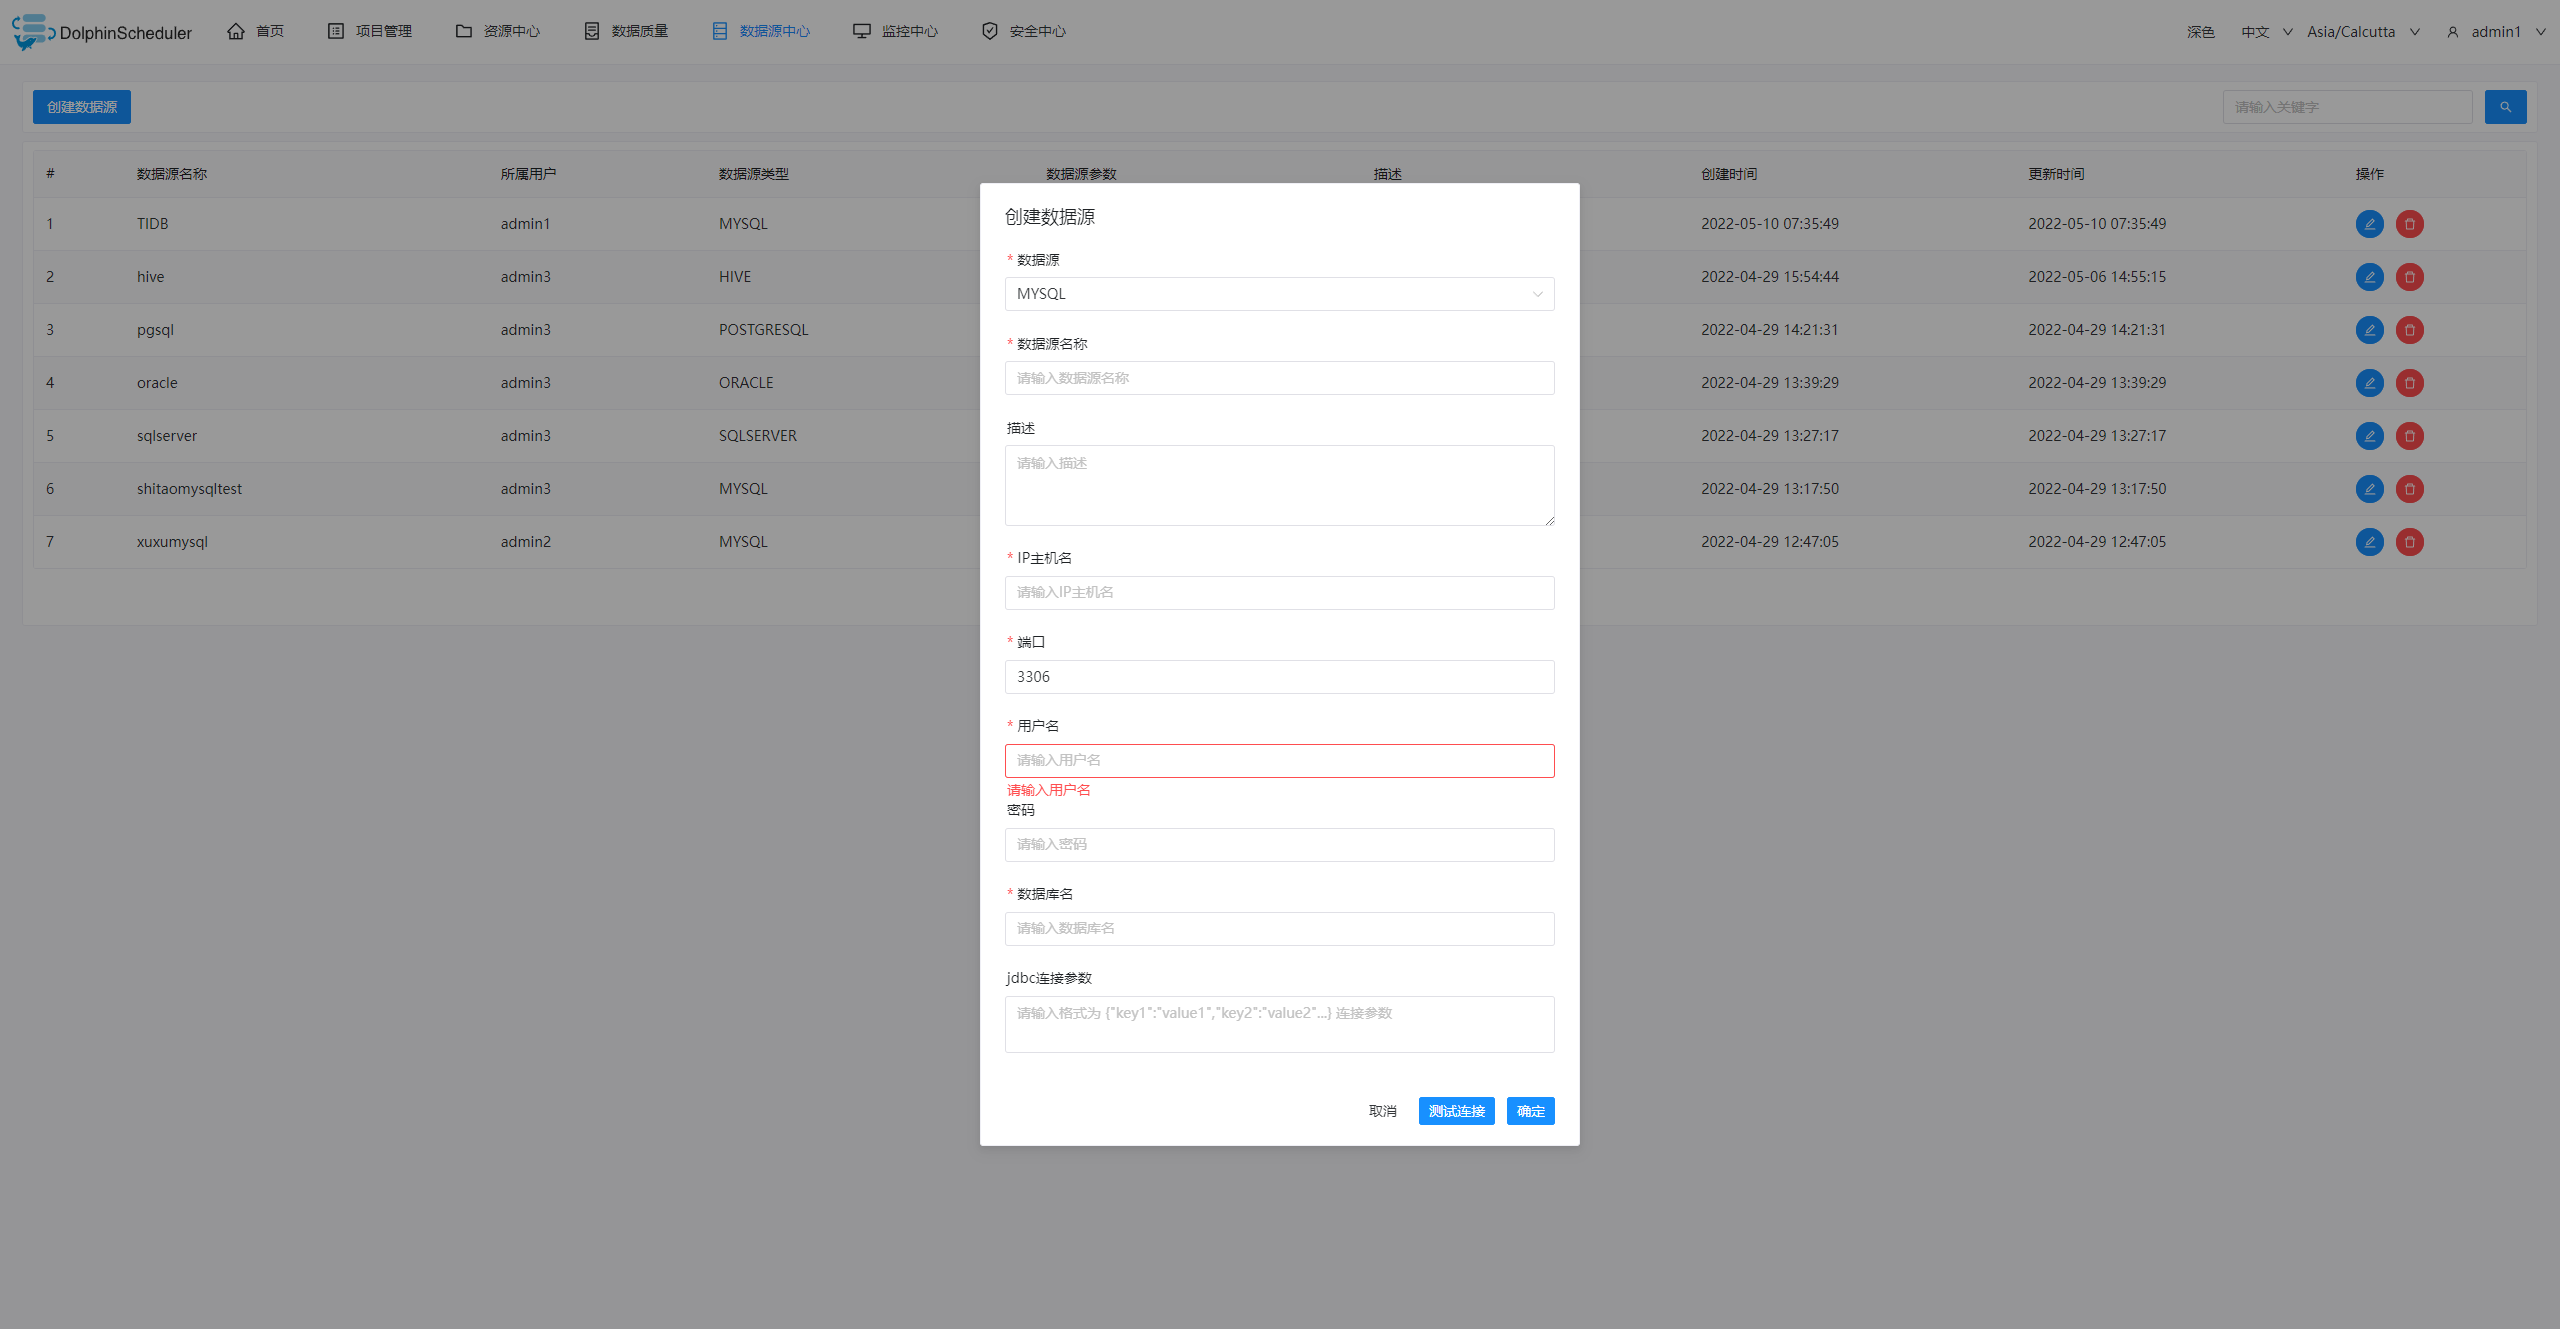 DolphinScheduler 首页 项目管理 资源中心 数据质量 数据源中心 监控中心 安全中心 深色 中文 Asia/Calcutta admin1
创建数据源 请输入关键字
# 数据源名称 所属用户 数据源类型 数据源参数 描述 创建时间 更新时间 操作
1 TIDB admin1 MYSQL 2022-05-10 07:35:49 2022-05-10 07:35:49
2 hive admin3 HIVE 2022-04-29 15:54:44 2022-05-06 14:55:15
3 pgsql admin3 POSTGRESQL 2022-04-29 14:21:31 2022-04-29 14:21:31
4 oracle admin3 ORACLE 2022-04-29 13:39:29 2022-04-29 13:39:29
5 sqlserver admin3 SQLSERVER 2022-04-29 13:27:17 2022-04-29 13:27:17
6 shitaomysqltest admin3 MYSQL 2022-04-29 13:17:50 2022-04-29 13:17:50
7 xuxumysql admin2 MYSQL 2022-04-29 12:47:05 2022-04-29 12:47:05
创建数据源
* 数据源
MYSQL
* 数据源名称
请输入数据源名称
描述
请输入描述
* IP主机名
请输入IP主机名
* 端口
3306
* 用户名
请输入用户名
请输入用户名
密码
请输入密码
* 数据库名
请输入数据库名
jdbc连接参数
请输入格式为 {"key1":"value1","key2":"value2"...} 连接参数
取消 测试连接 确定